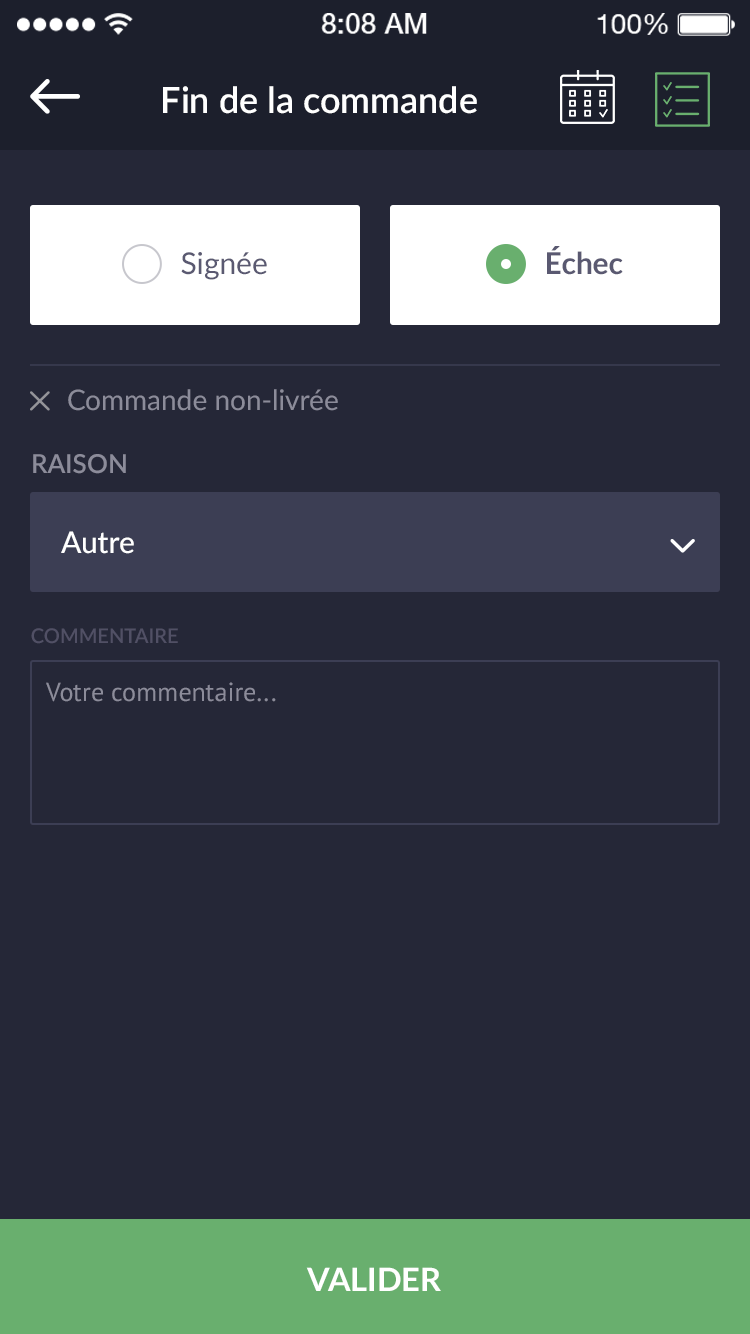 8:08 AM 100%
Fin de la commande
Signée Échec
Commande non-livrée
RAISON
Autre
COMMENTAIRE
Votre commentaire...
VALIDER